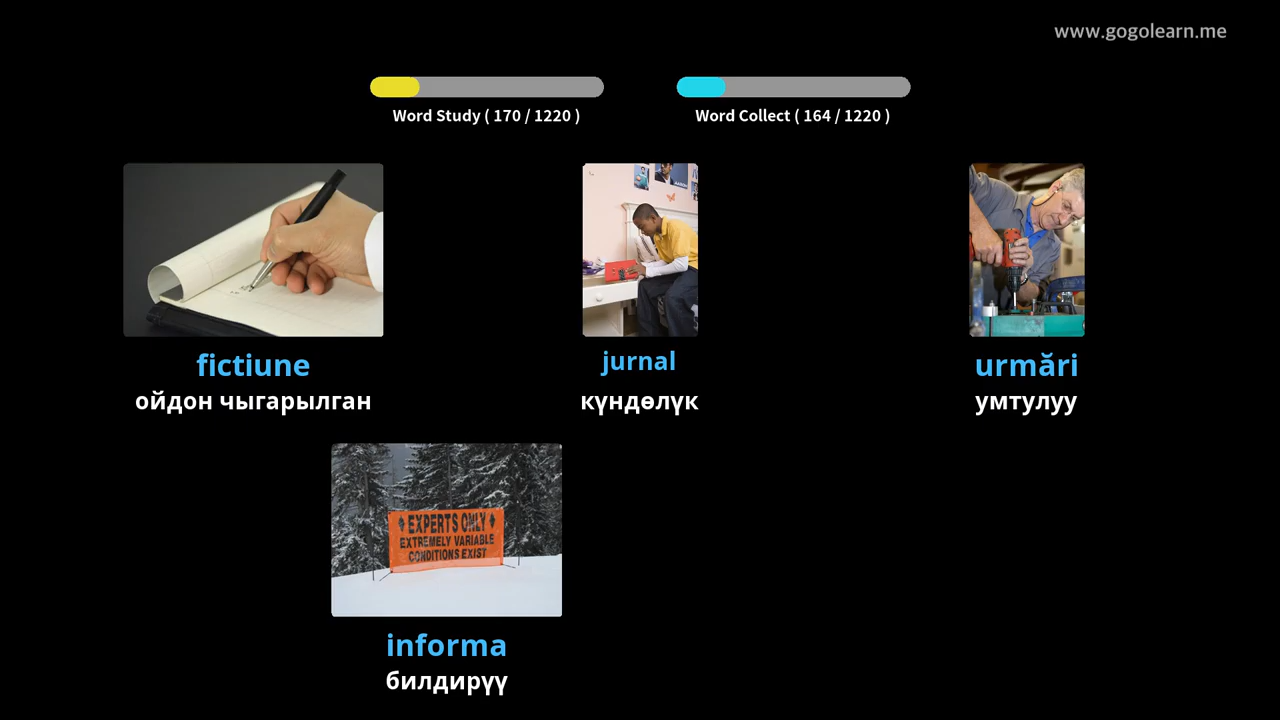 www.gogolearn.me
Word Study ( 170 / 1220 )
Word Collect ( 164 / 1220 )
fictiune
ойдон чыгарылган
jurnal
күндөлүк
urmări
умтулуу
EXPERTS ONLY
EXTREMELY VARIABLE
CONDITIONS EXIST
informa
билдирүү